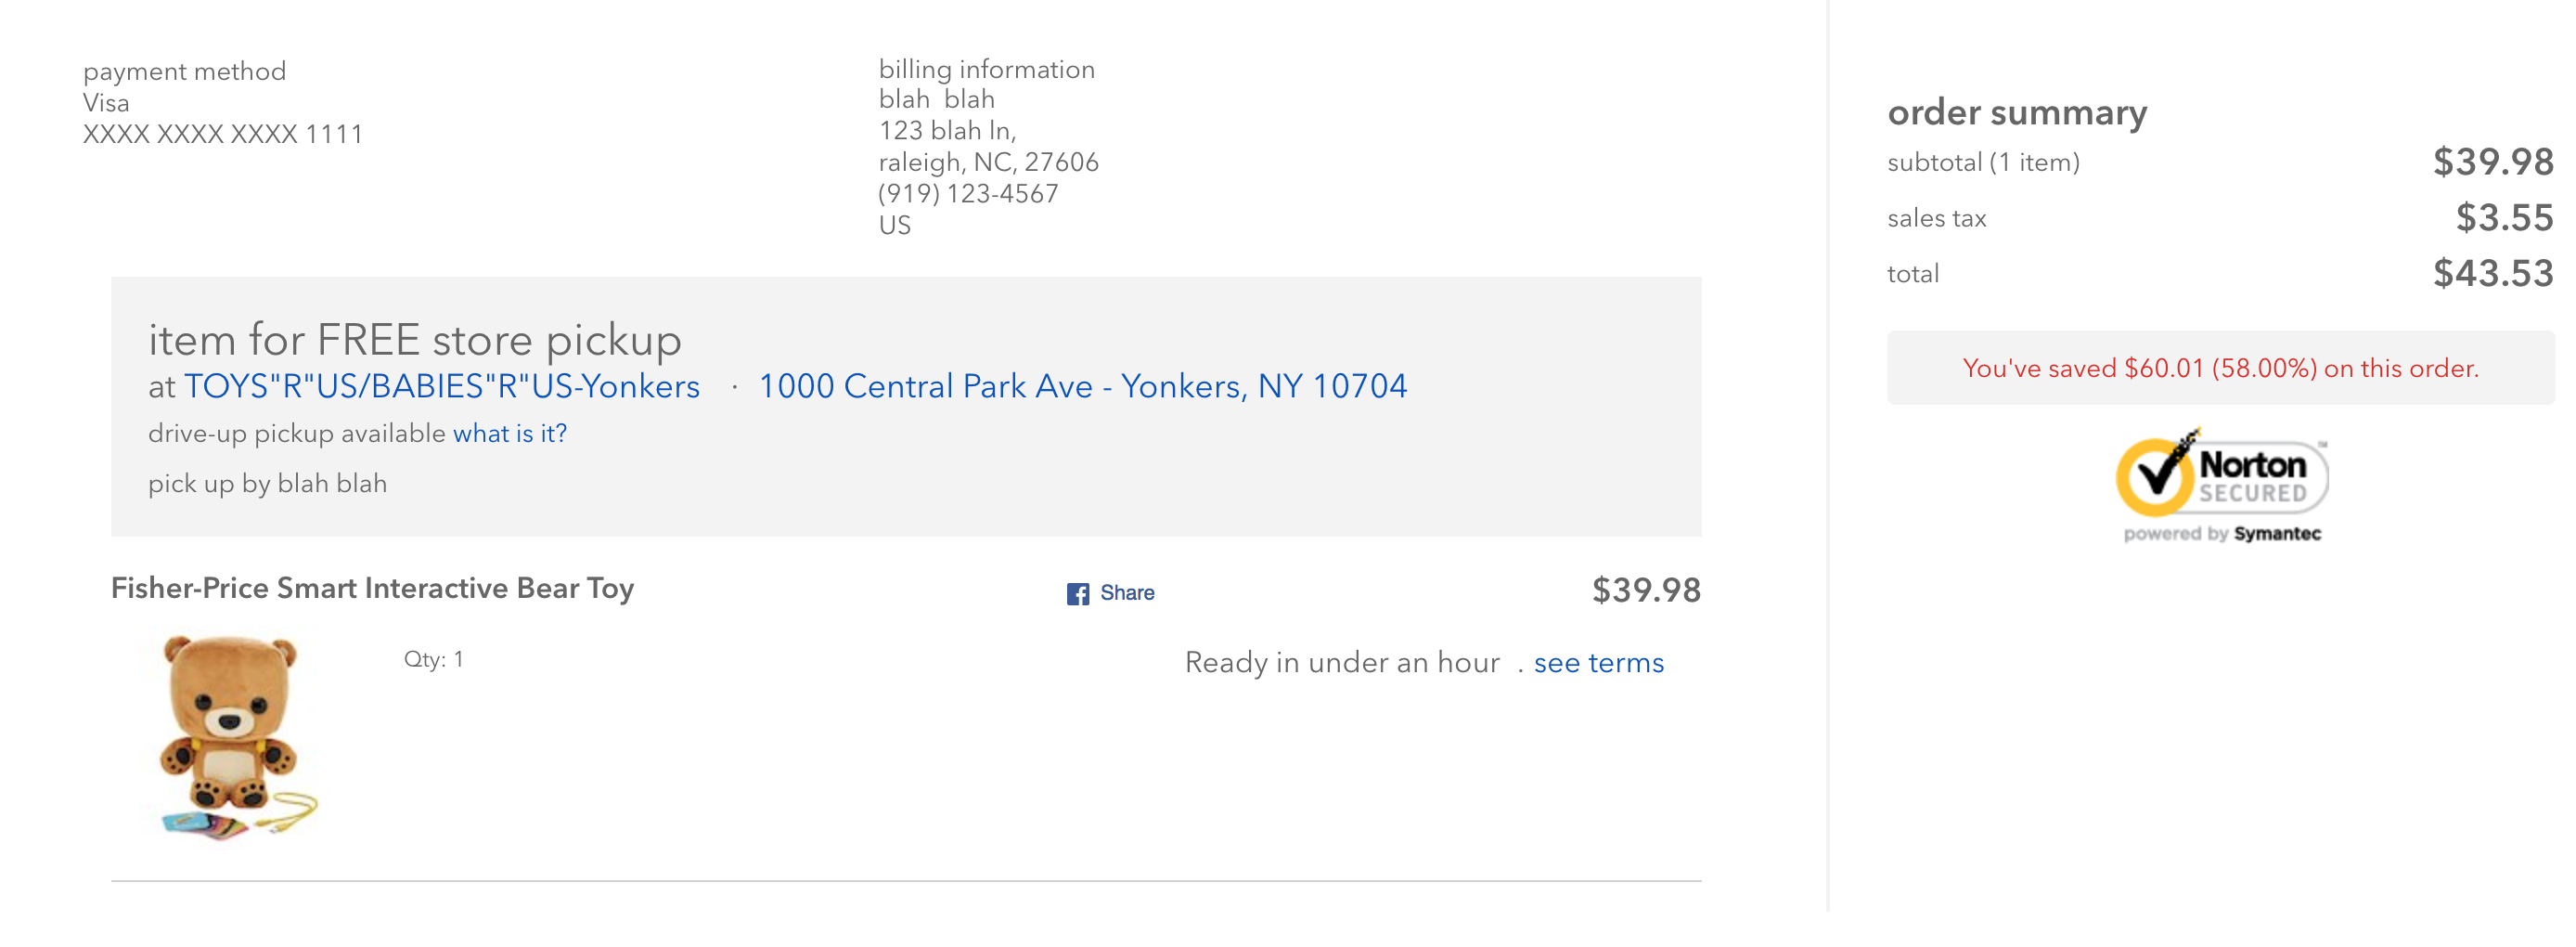 payment method
Visa
XXXX XXXX XXXX 1111
billing information
blah  blah
123 blah ln,
raleigh, NC, 27606
(919) 123-4567
US
item for FREE store pickup
at TOYS"R"US/BABIES"R"US-Yonkers · 1000 Central Park Ave - Yonkers, NY 10704
drive-up pickup available what is it?
pick up by blah blah
Fisher-Price Smart Interactive Bear Toy
Share
$39.98
Qty: 1
Ready in under an hour . see terms
order summary
subtotal (1 item) $39.98
sales tax $3.55
total $43.53
You've saved $60.01 (58.00%) on this order.
Norton ™
SECURED
powered by Symantec